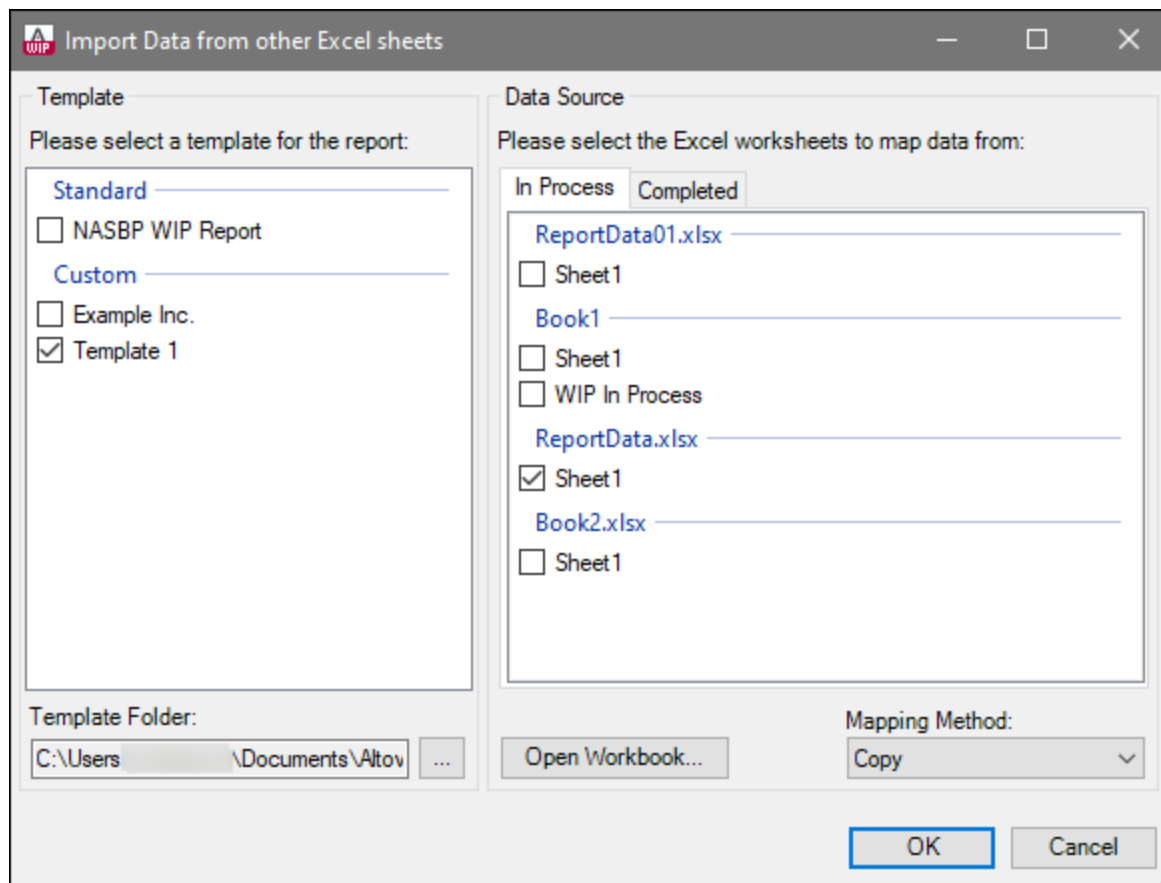 WIP
Import Data from other Excel sheets
Template
Please select a template for the report:
Standard
NASBP WIP Report
Custom
Example Inc.
Template 1
Template Folder:
C:\Users \Documents\Altov
...
Data Source
Please select the Excel worksheets to map data from:
In Process Completed
ReportData01.xlsx
Sheet1
Book1
Sheet1
WIP In Process
ReportData.xlsx
Sheet1
Book2.xlsx
Sheet1
Open Workbook...
Mapping Method:
Copy
OK Cancel